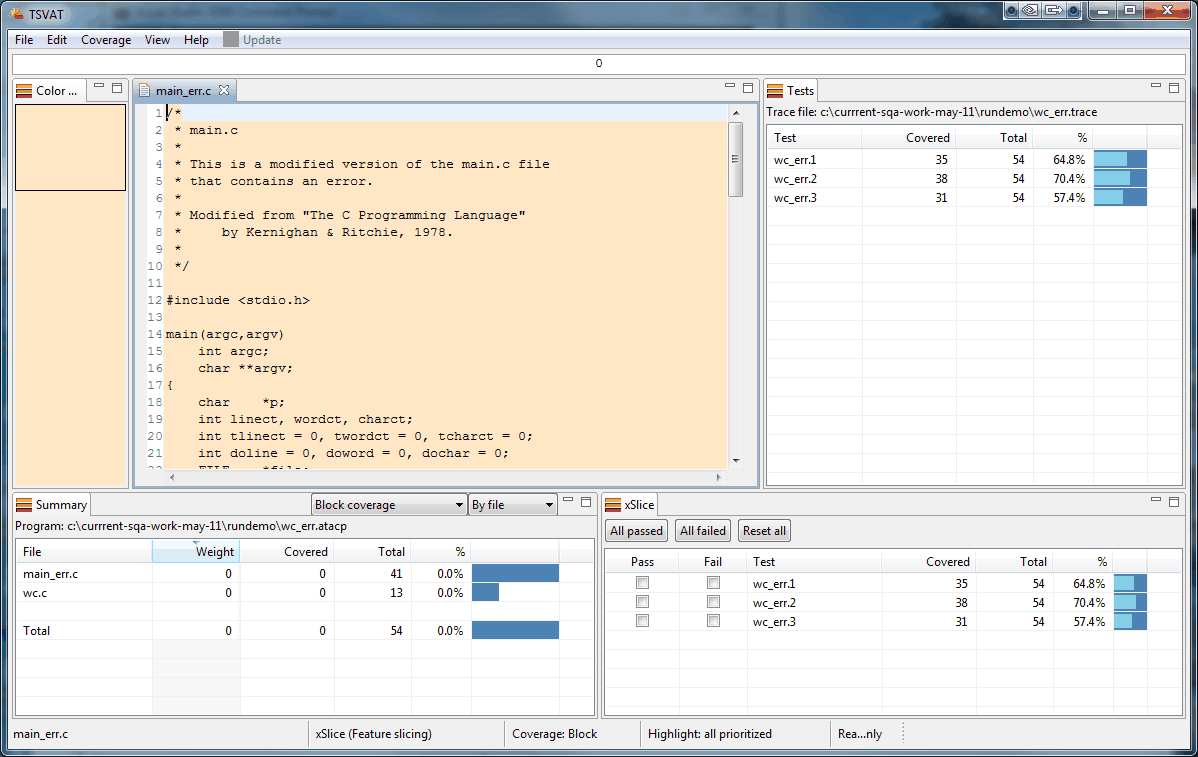 TSVAT
File Edit Coverage View Help Update
0
Color ...
main_err.c
1 /*
2 * main.c
3 *
4 * This is a modified version of the main.c file
5 * that contains an error.
6 *
7 * Modified from "The C Programming Language"
8 * by Kernighan & Ritchie, 1978.
9 *
10 */
11
12 #include <stdio.h>
13
14 main(argc,argv)
15 int argc;
16 char **argv;
17 {
18 char *p;
19 int linect, wordct, charct;
20 int tlinect = 0, twordct = 0, tcharct = 0;
21 int doline = 0, doword = 0, dochar = 0;
Tests
Trace file: c:\currrent-sqa-work-may-11\rundemo\wc_err.trace
Test Covered Total %
wc_err.1 35 54 64.8%
wc_err.2 38 54 70.4%
wc_err.3 31 54 57.4%
Summary Block coverage By file
Program: c:\currrent-sqa-work-may-11\rundemo\wc_err.atacp
File Weight Covered Total %
main_err.c 0 0 41 0.0%
wc.c 0 0 13 0.0%
Total 0 0 54 0.0%
xSlice
All passed All failed Reset all
Pass Fail Test Covered Total %
wc_err.1 35 54 64.8%
wc_err.2 38 54 70.4%
wc_err.3 31 54 57.4%
main_err.c xSlice (Feature slicing) Coverage: Block Highlight: all prioritized Rea...nly